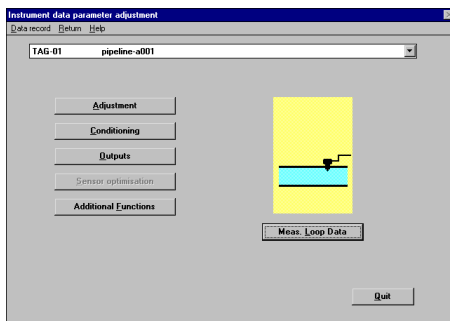 Instrument data parameter adjustment
Data record Return Help
TAG-01 pipeline-a001
Adjustment
Conditioning
Outputs
Sensor optimisation
Additional Functions
Meas. Loop Data
Quit